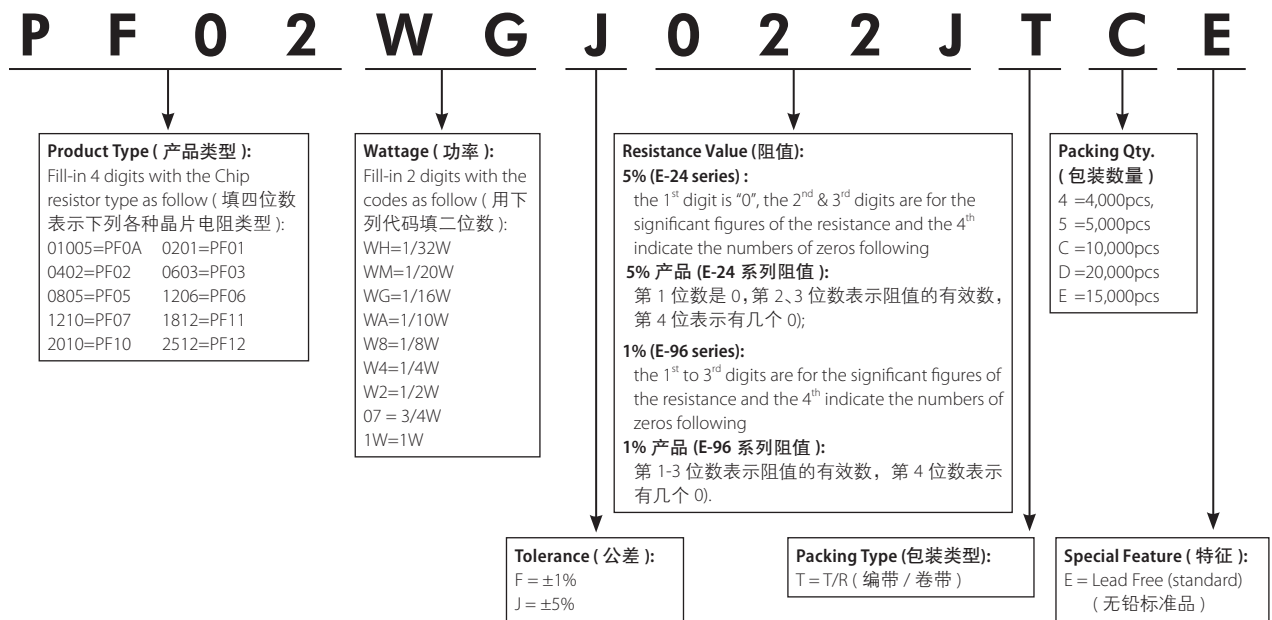 P F 0 2 W G J 0 2 2 J T C E
Product Type ( 产品类型 ):
Fill-in 4 digits with the Chip
resistor type as follow ( 填四位数
表示下列各种晶片电阻类型 ):
01005=PF0A 0201=PF01
0402=PF02 0603=PF03
0805=PF05 1206=PF06
1210=PF07 1812=PF11
2010=PF10 2512=PF12
Wattage ( 功率 ):
Fill-in 2 digits with the
codes as follow ( 用下
列代码填二位数 ):
WH=1/32W
WM=1/20W
WG=1/16W
WA=1/10W
W8=1/8W
W4=1/4W
W2=1/2W
07 = 3/4W
1W=1W
Resistance Value (阻值):
5% (E-24 series) :
the 1st digit is “0”, the 2nd & 3rd digits are for the
significant figures of the resistance and the 4th
indicate the numbers of zeros following
5% 产品 (E-24 系列阻值 ):
第 1 位数是 0，第 2、3 位数表示阻值的有效数，
第 4 位表示有几个 0);
1% (E-96 series):
the 1st to 3rd digits are for the significant figures of
the resistance and the 4th indicate the numbers of
zeros following
1% 产品 (E-96 系列阻值 ):
第 1-3 位数表示阻值的有效数，第 4 位数表示
有几个 0).
Packing Qty.
( 包装数量 )
4 =4,000pcs,
5 =5,000pcs
C =10,000pcs
D =20,000pcs
E =15,000pcs
Tolerance ( 公差 ):
F = ±1%
J = ±5%
Packing Type (包装类型):
T = T/R ( 编带 / 卷带 )
Special Feature ( 特征 ):
E = Lead Free (standard)
( 无铅标准品 )